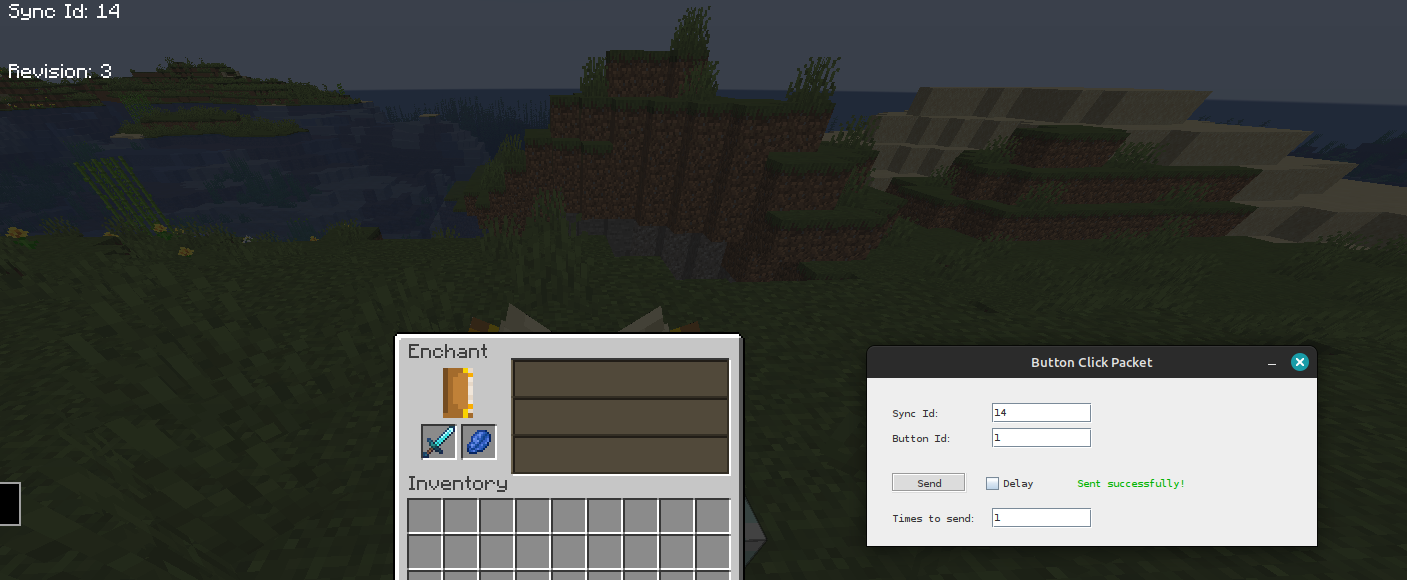 Sync Id: 14
Revision: 3
Enchant
Inventory
Button Click Packet
Sync Id: 14
Button Id: 1
Send Delay Sent successfully!
Times to send: 1